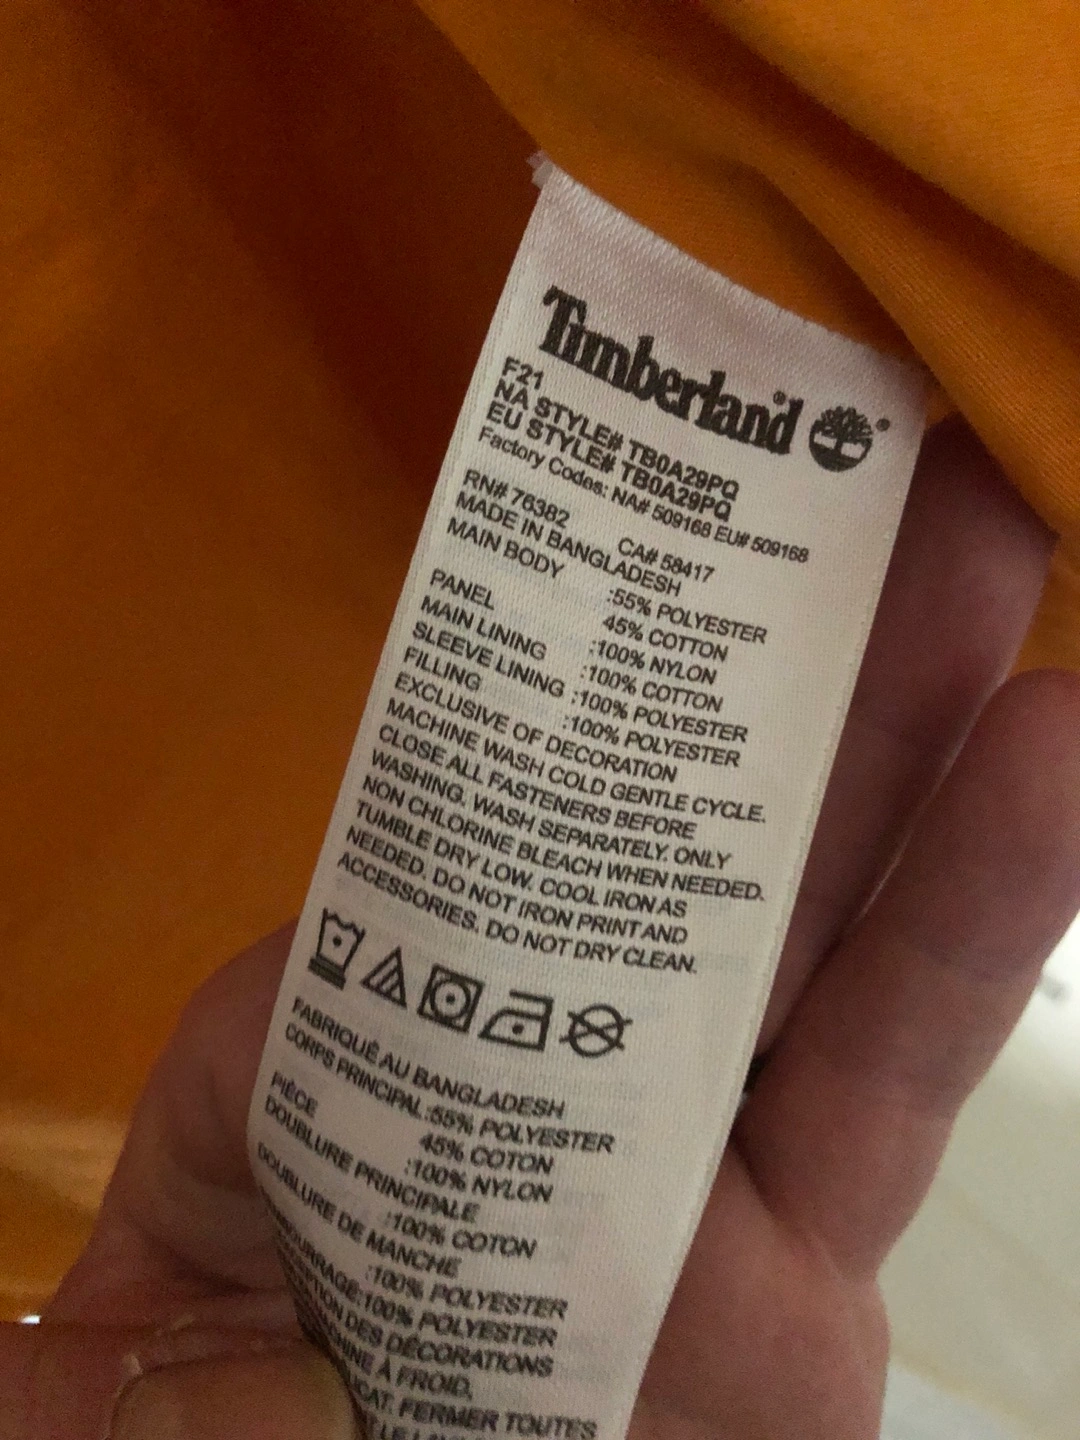 Timberland®
F21
NA STYLE# TB0A29PQ
EU STYLE# TB0A29PQ
Factory Codes: NA# 509168 EU# 509168
RN# 76382 CA# 58417
MADE IN BANGLADESH
MAIN BODY :55% POLYESTER
45% COTTON
PANEL :100% NYLON
MAIN LINING :100% COTTON
SLEEVE LINING :100% POLYESTER
FILLING :100% POLYESTER
EXCLUSIVE OF DECORATION
MACHINE WASH COLD GENTLE CYCLE.
CLOSE ALL FASTENERS BEFORE
WASHING. WASH SEPARATELY. ONLY
NON CHLORINE BLEACH WHEN NEEDED.
TUMBLE DRY LOW. COOL IRON AS
NEEDED. DO NOT IRON PRINT AND
ACCESSORIES. DO NOT DRY CLEAN.
FABRIQUÉ AU BANGLADESH
CORPS PRINCIPAL:55% POLYESTER
45% COTON
PIÉCE :100% NYLON
DOUBLURE PRINCIPALE
:100% COTON
DOUBLURE DE MANCHE
:100% POLYESTER
:100% POLYESTER
DES DÉCORATIONS
À FROID,
FERMER TOUTES